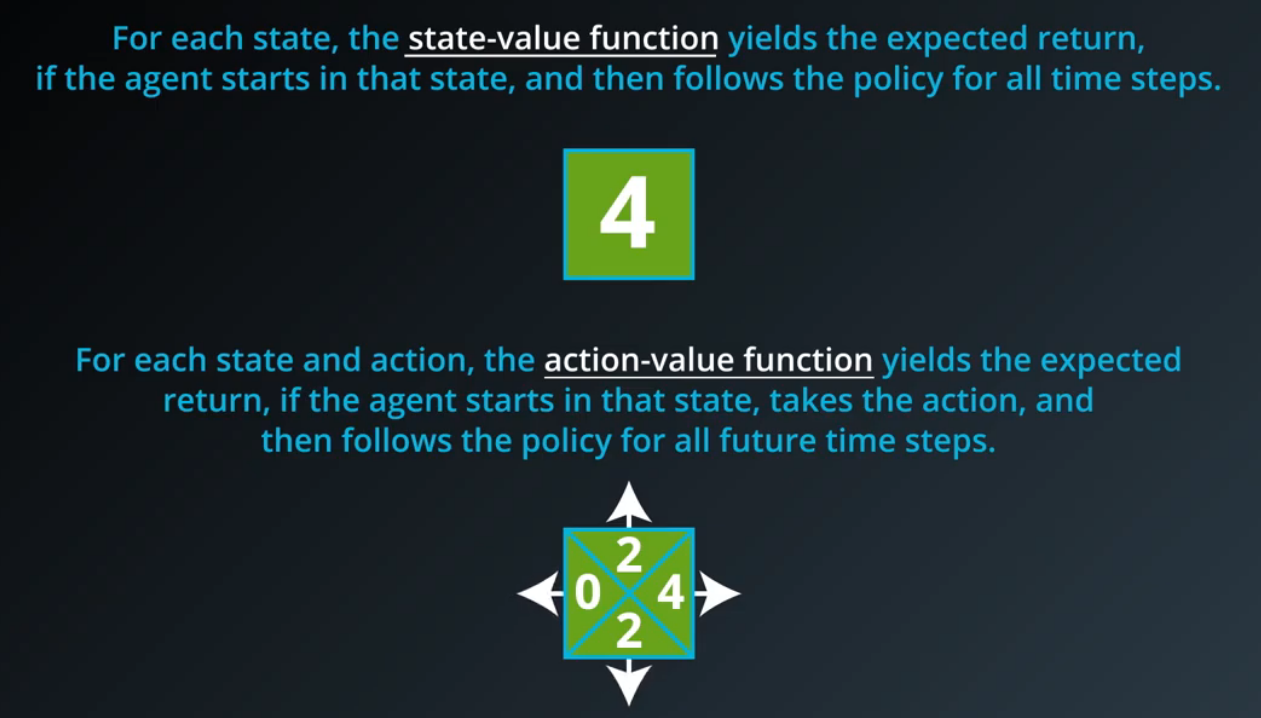 For each state, the state-value function yields the expected return,
if the agent starts in that state, and then follows the policy for all time steps.
4
For each state and action, the action-value function yields the expected
return, if the agent starts in that state, takes the action, and
then follows the policy for all future time steps.
2
0 4
2